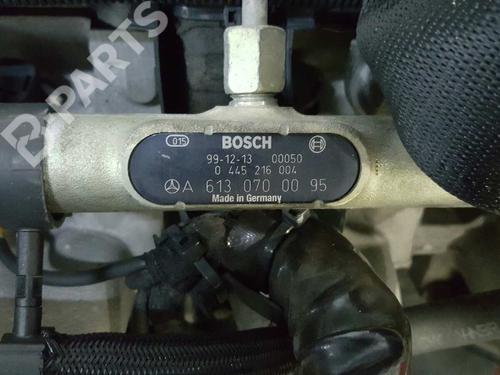 B-PARTS
015
BOSCH
99-12-13 00050
0 445 216 004
A 613 070 00 95
Made in Germany